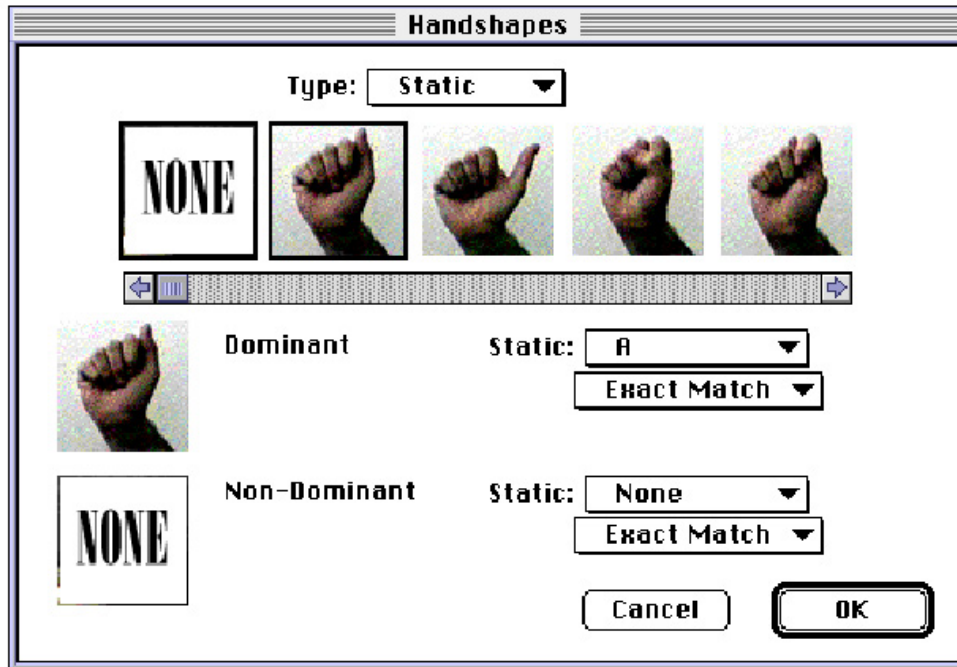 Handshapes
Type: Static
NONE
Dominant Static: A
Exact Match
NONE
Non-Dominant Static: None
Exact Match
Cancel OK